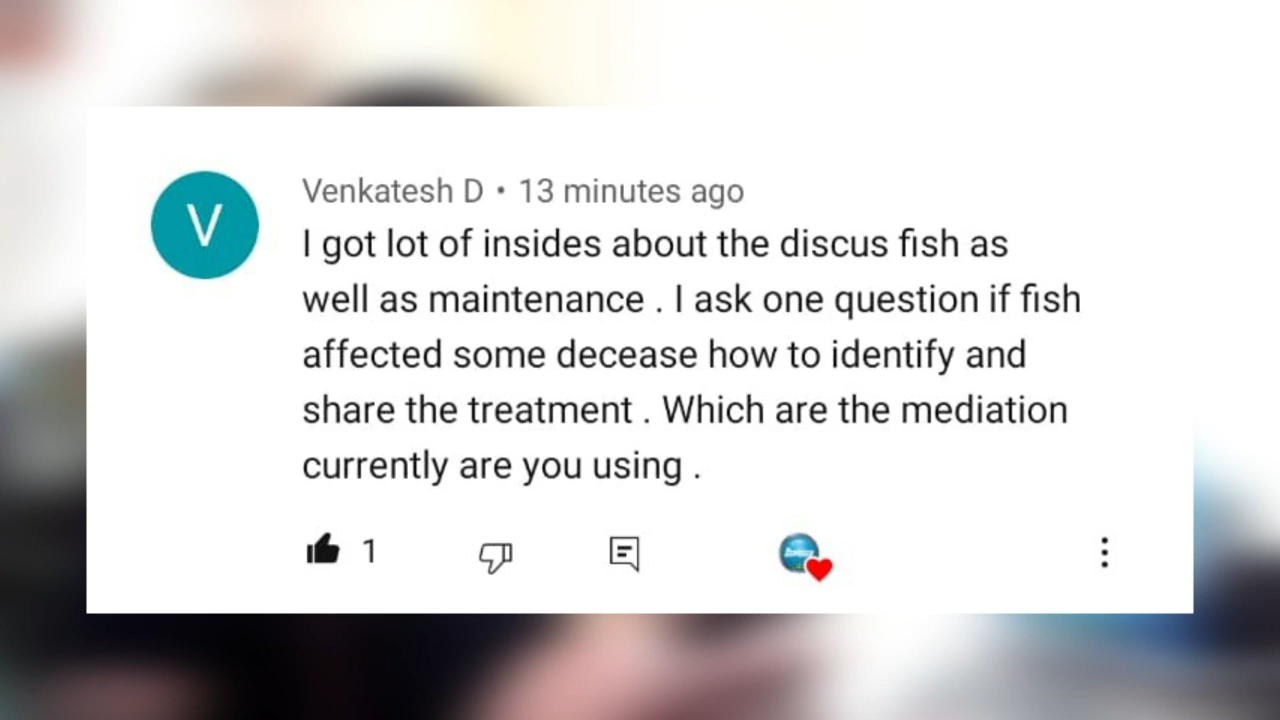 V
Venkatesh D • 13 minutes ago
I got lot of insides about the discus fish as
well as maintenance . I ask one question if fish
affected some decease how to identify and
share the treatment . Which are the mediation
currently are you using .
1